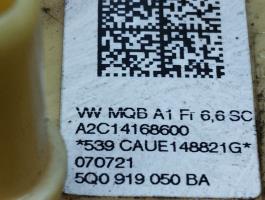 VW MQB A1 Fr 6,6 SC
A2C14168600
*539 CAUE148821G*
070721
5Q0 919 050 BA